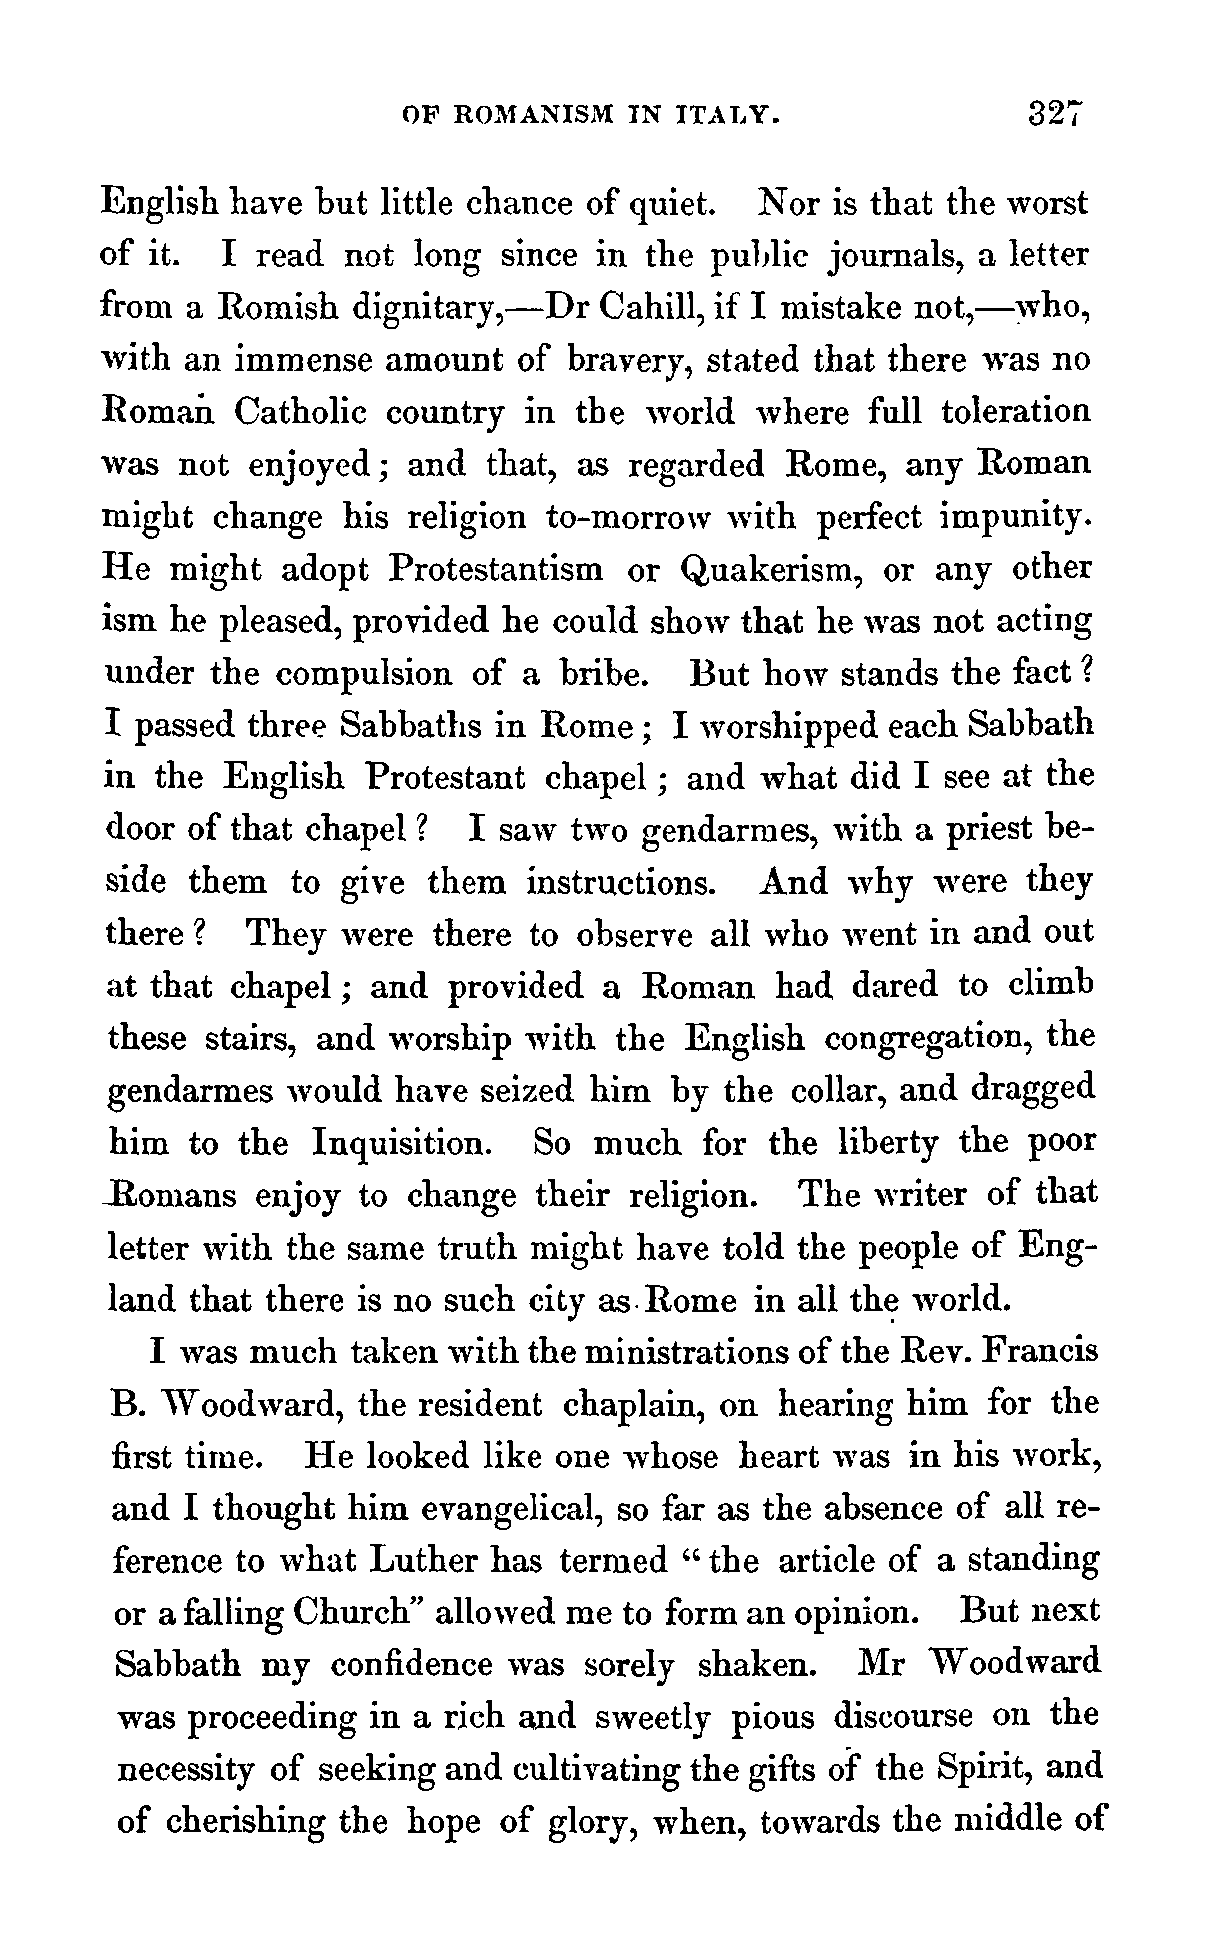 OF ROMANISM IN ITALY. 327
English have but little chance of quiet. Nor is that the worst
of it. I read not long since in the public journals, a letter
from a Romish dignitary,—Dr Cahill, if I mistake not,—who,
with an immense amount of bravery, stated that there was no
Roman Catholic country in the world where full toleration
was not enjoyed; and that, as regarded Rome, any Roman
might change his religion to-morrow with perfect impunity.
He might adopt Protestantism or Quakerism, or any other
ism he pleased, provided he could show that he was not acting
under the compulsion of a bribe. But how stands the fact?
I passed three Sabbaths in Rome; I worshipped each Sabbath
in the English Protestant chapel; and what did I see at the
door of that chapel? I saw two gendarmes, with a priest be-
side them to give them instructions. And why were they
there? They were there to observe all who went in and out
at that chapel; and provided a Roman had dared to climb
these stairs, and worship with the English congregation, the
gendarmes would have seized him by the collar, and dragged
him to the Inquisition. So much for the liberty the poor
Romans enjoy to change their religion. The writer of that
letter with the same truth might have told the people of Eng-
land that there is no such city as Rome in all the world.
I was much taken with the ministrations of the Rev. Francis
B. Woodward, the resident chaplain, on hearing him for the
first time. He looked like one whose heart was in his work,
and I thought him evangelical, so far as the absence of all re-
ference to what Luther has termed "the article of a standing
or a falling Church" allowed me to form an opinion. But next
Sabbath my confidence was sorely shaken. Mr Woodward
was proceeding in a rich and sweetly pious discourse on the
necessity of seeking and cultivating the gifts of the Spirit, and
of cherishing the hope of glory, when, towards the middle of